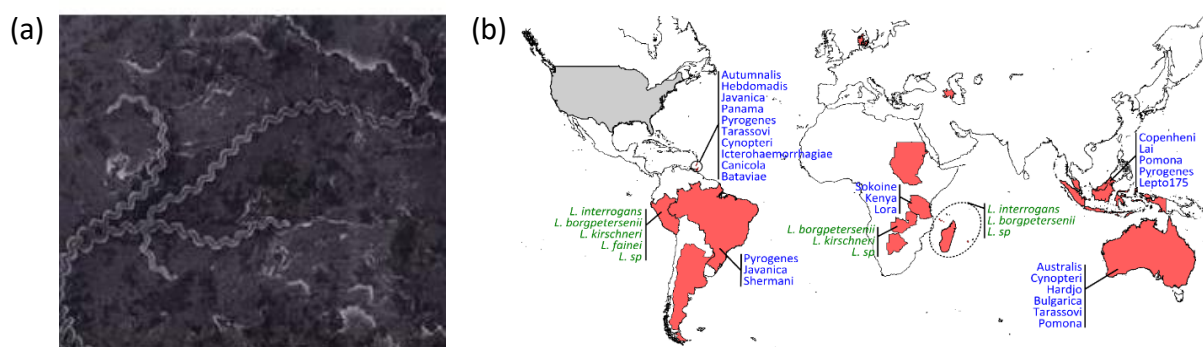 (a)
(b)
Autumnalis
Hebdomadis
Javanica
Panama
Pyrogenes
Tarassovi
Cynopteri
Icterohaemorrhagiae
Canicola
Bataviae
Copenheni
Lai
Pomona
Pyrogenes
Lepto175
Sokoine
Kenya
Lora
L. interrogans
L. borgpetersenii
L. kirschneri
L. fainei
L. sp
L. borgpetersenii
L. kirschneri
L. sp
L. interrogans
L. borgpetersenii
L. sp
Pyrogenes
Javanica
Shermani
Australis
Cynopteri
Hardjo
Bulgarica
Tarassovi
Pomona